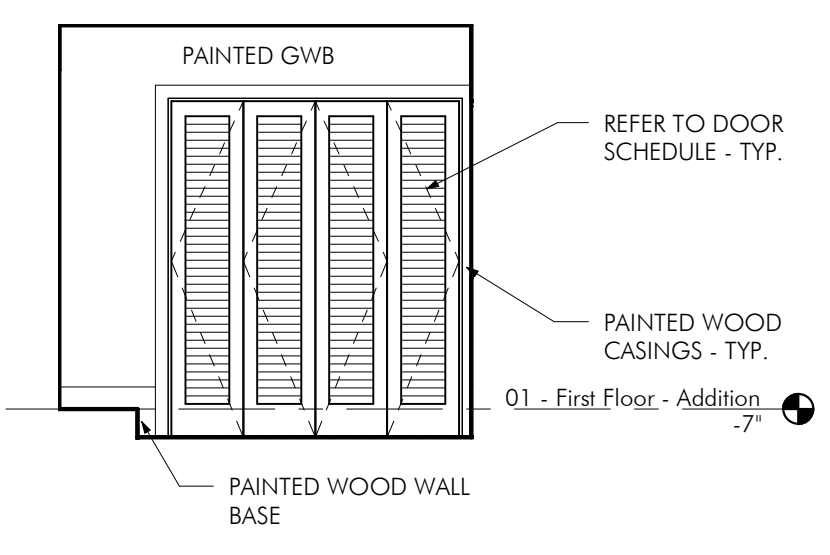 PAINTED GWB
REFER TO DOOR
SCHEDULE - TYP.
PAINTED WOOD
CASINGS - TYP.
01 - First Floor - Addition
-7"
PAINTED WOOD WALL
BASE